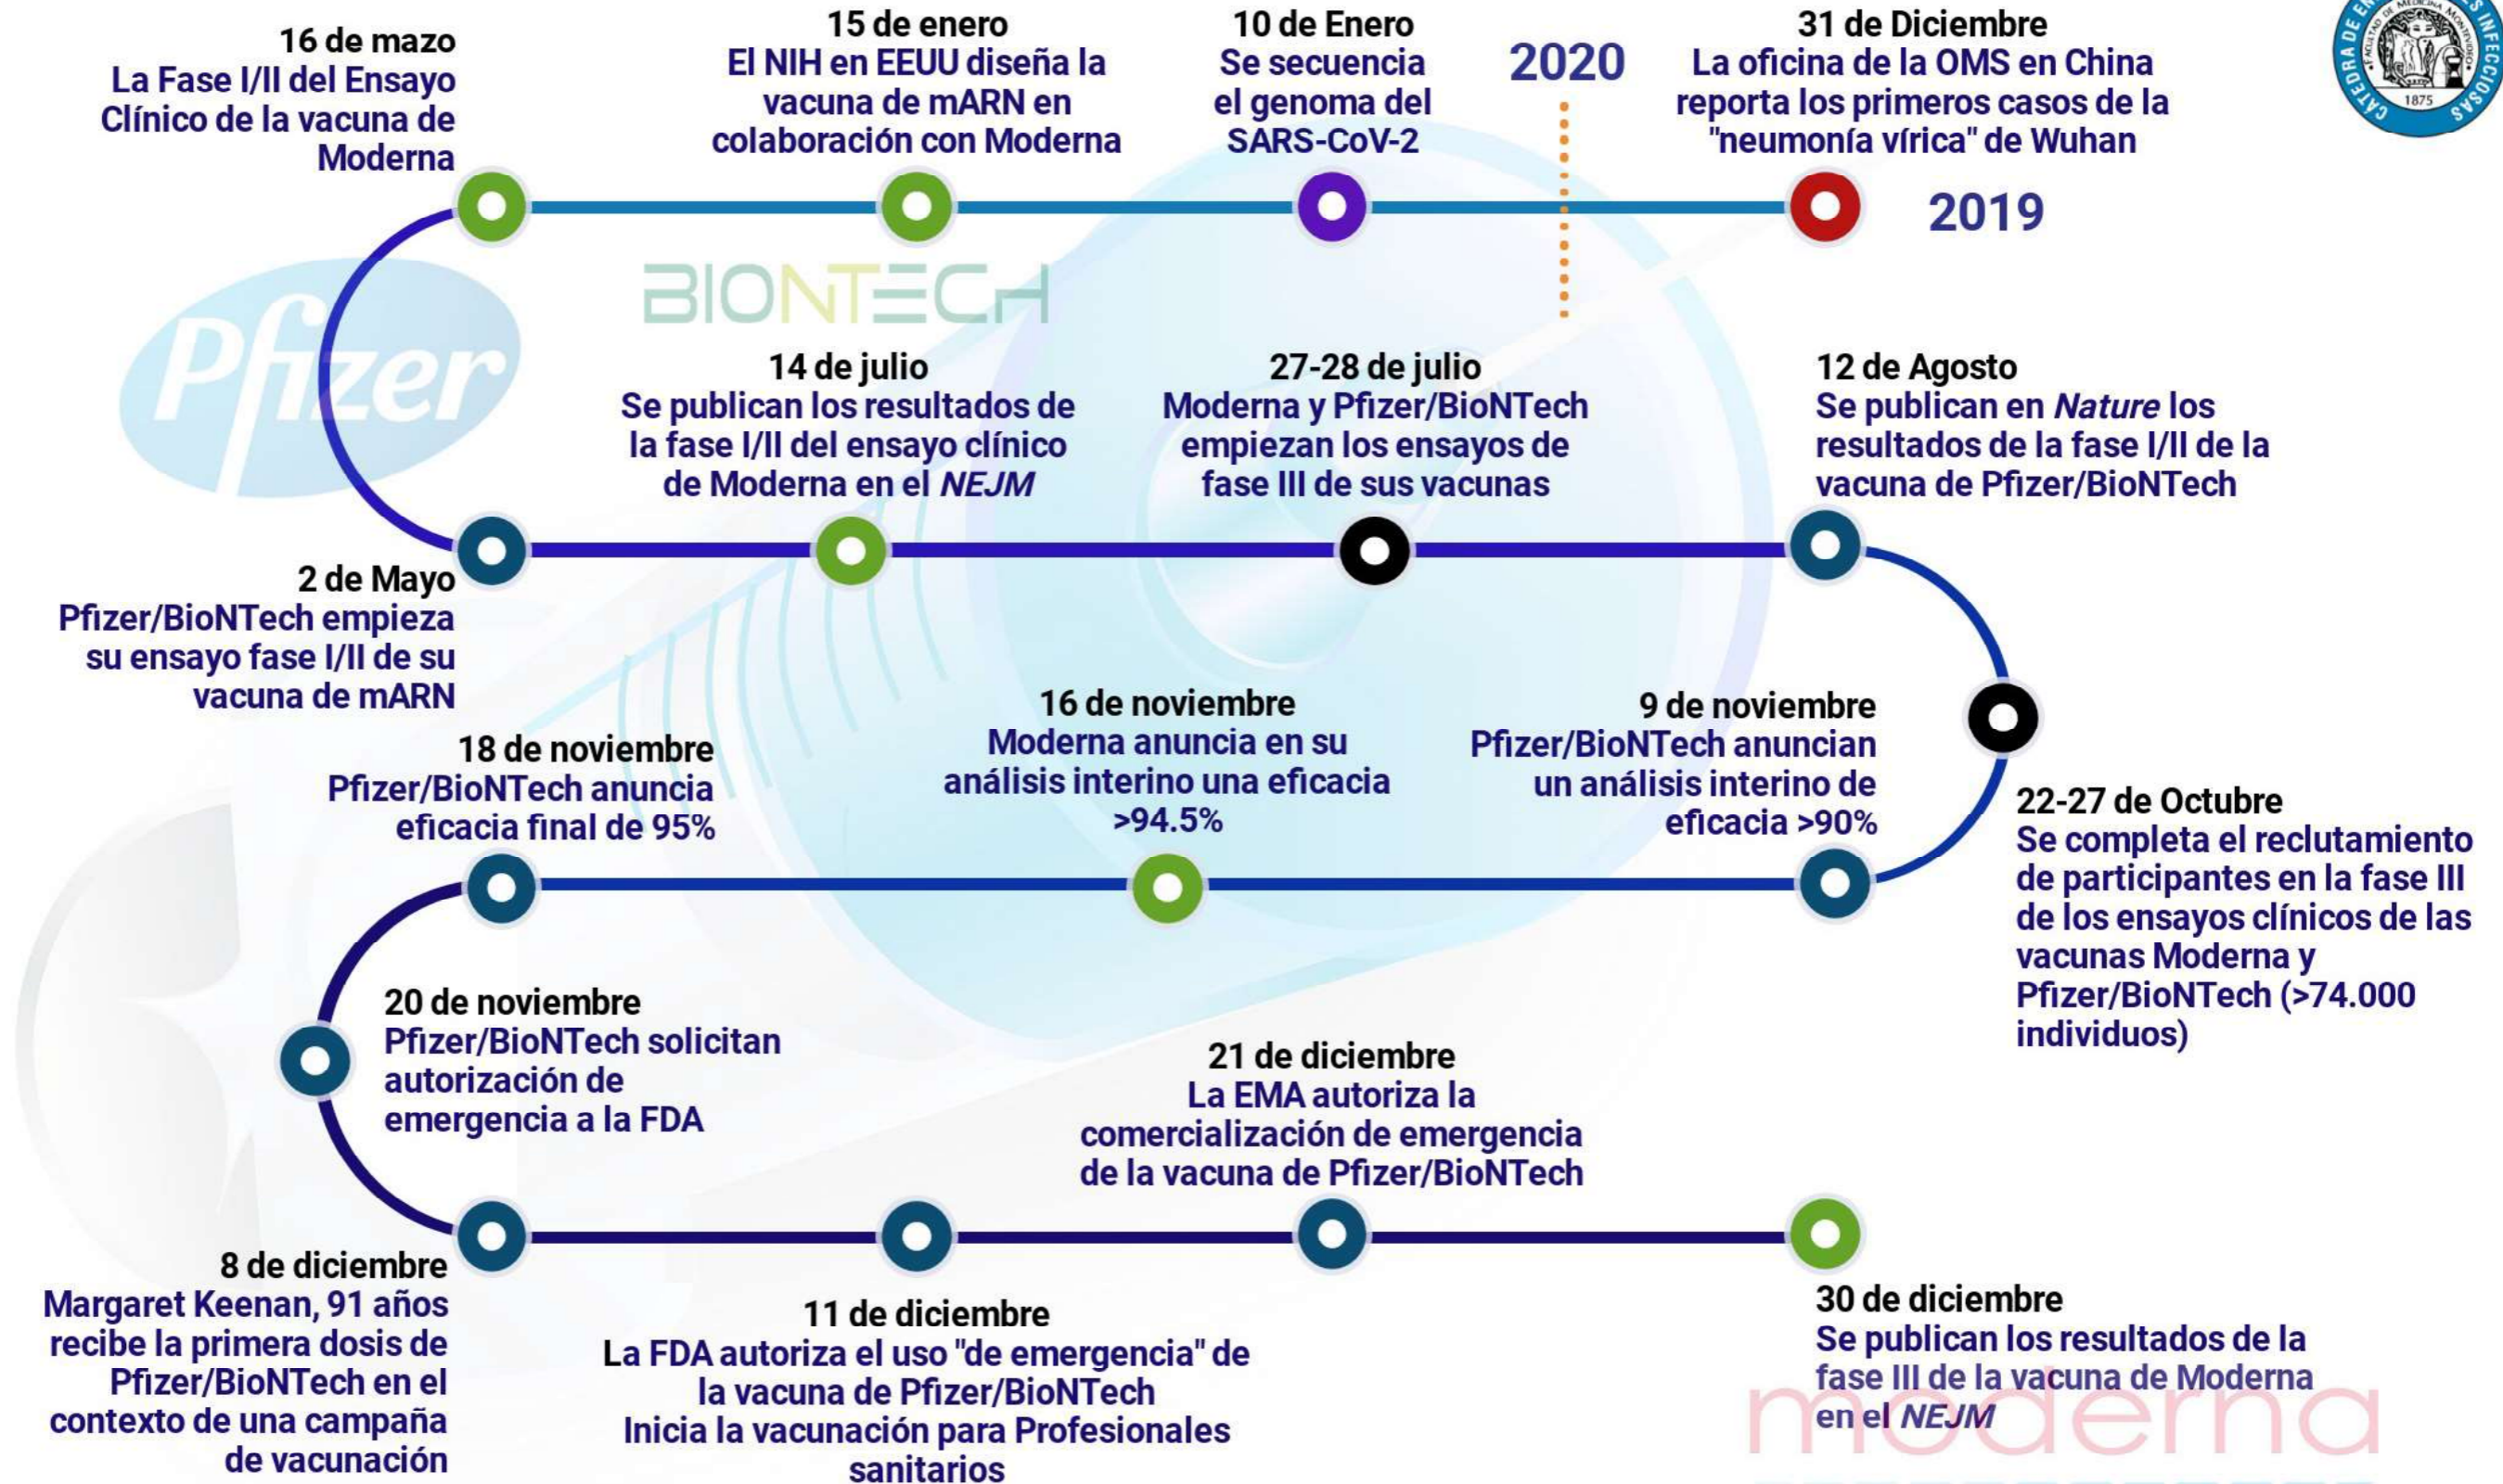 31 de Diciembre
La oficina de la OMS en China
reporta los primeros casos de la
"neumonía vírica" de Wuhan
2019
2020
10 de Enero
Se secuencia
el genoma del
SARS-CoV-2
15 de enero
El NIH en EEUU diseña la
vacuna de mARN en
colaboración con Moderna
16 de mazo
La Fase I/II del Ensayo
Clínico de la vacuna de
Moderna
Pfizer
BIONTECH
2 de Mayo
Pfizer/BioNTech empieza
su ensayo fase I/II de su
vacuna de mARN
14 de julio
Se publican los resultados de
la fase I/II del ensayo clínico
de Moderna en el NEJM
27-28 de julio
Moderna y Pfizer/BioNTech
empiezan los ensayos de
fase III de sus vacunas
12 de Agosto
Se publican en Nature los
resultados de la fase I/II de la
vacuna de Pfizer/BioNTech
22-27 de Octubre
Se completa el reclutamiento
de participantes en la fase III
de los ensayos clínicos de las
vacunas Moderna y
Pfizer/BioNTech (>74.000
individuos)
9 de noviembre
Pfizer/BioNTech anuncian
un análisis interino de
eficacia >90%
16 de noviembre
Moderna anuncia en su
análisis interino una eficacia
>94.5%
18 de noviembre
Pfizer/BioNTech anuncia
eficacia final de 95%
20 de noviembre
Pfizer/BioNTech solicitan
autorización de
emergencia a la FDA
8 de diciembre
Margaret Keenan, 91 años
recibe la primera dosis de
Pfizer/BioNTech en el
contexto de una campaña
de vacunación
11 de diciembre
La FDA autoriza el uso "de emergencia" de
la vacuna de Pfizer/BioNTech
Inicia la vacunación para Profesionales
sanitarios
21 de diciembre
La EMA autoriza la
comercialización de emergencia
de la vacuna de Pfizer/BioNTech
30 de diciembre
Se publican los resultados de la
fase III de la vacuna de Moderna
en el NEJM
moderna
CÁTEDRA DE
INFECCIOSAS
FACULTAD DE MEDICINA MONTEVIDEO
1875